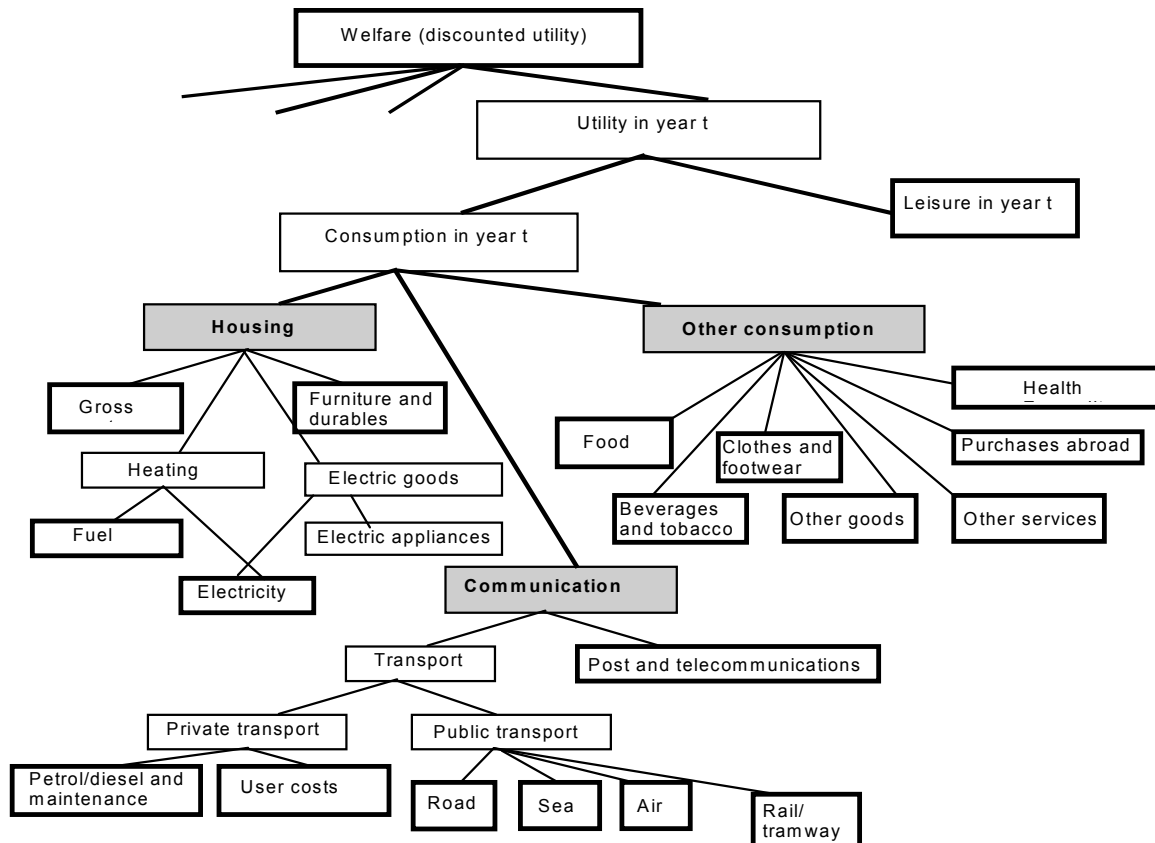 Welfare (discounted utility)
Utility in year t
Leisure in year t
Consumption in year t
Housing
Other consumption
Gross
Furniture and
durables
Health
Food
Clothes and
footwear
Purchases abroad
Heating
Electric goods
Beverages
and tobacco
Other goods
Other services
Fuel
Electric appliances
Electricity
Communication
Transport
Post and telecommunications
Private transport
Public transport
Petrol/diesel and
maintenance
User costs
Road
Sea
Air
Rail/
tramway